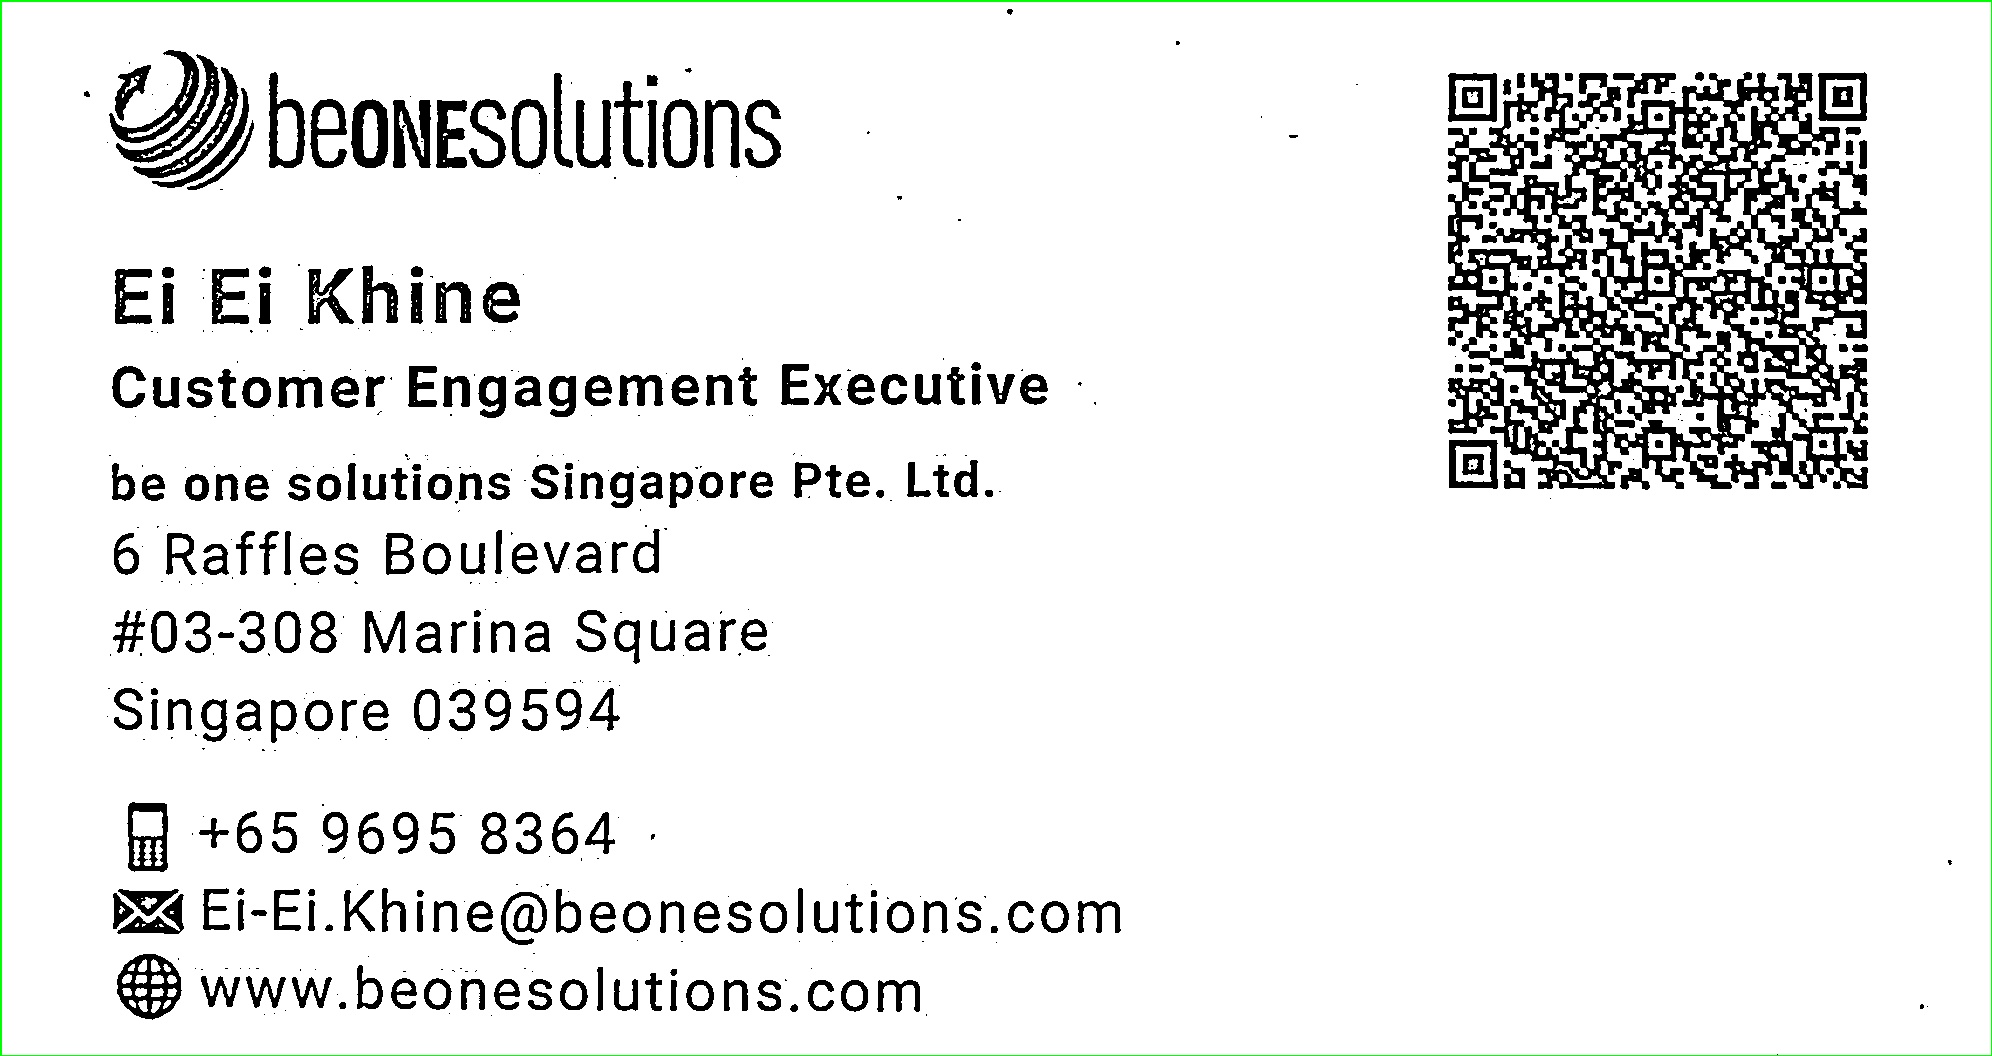 beONEsolutions
Ei Ei Khine
Customer Engagement Executive
be one solutions Singapore Pte. Ltd.
6 Raffles Boulevard
#03-308 Marina Square
Singapore 039594
+65 9695 8364
Ei-Ei.Khine@beonesolutions.com
www.beonesolutions.com